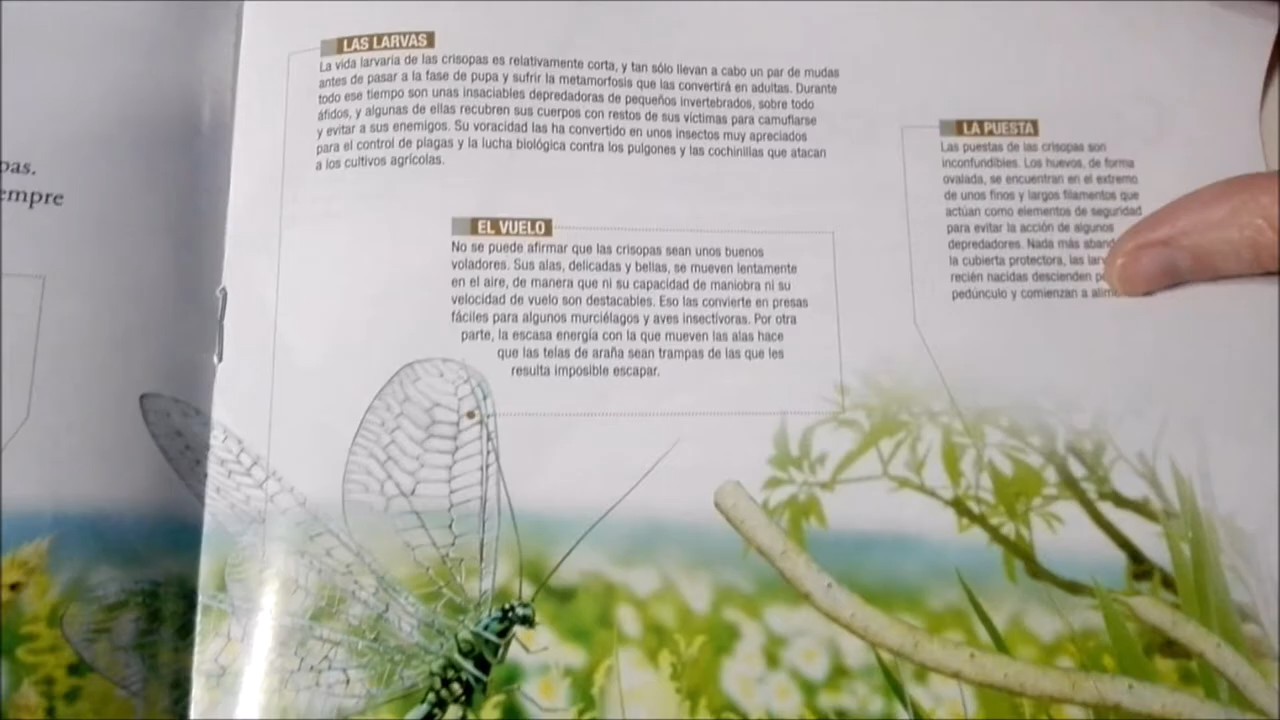 pas.
empre
LAS LARVAS
La vida larvaria de las crisopas es relativamente corta, y tan sólo llevan a cabo un par de mudas
antes de pasar a la fase de pupa y sufrir la metamorfosis que las convertirá en adultas. Durante
todo ese tiempo son unas insaciables depredadoras de pequeños invertebrados, sobre todo
áfidos, y algunas de ellas recubren sus cuerpos con restos de sus víctimas para camuflarse
y evitar a sus enemigos. Su voracidad las ha convertido en unos insectos muy apreciados
para el control de plagas y la lucha biológica contra los pulgones y las cochinillas que atacan
a los cultivos agrícolas.
EL VUELO
No se puede afirmar que las crisopas sean unos buenos
voladores. Sus alas, delicadas y bellas, se mueven lentamente
en el aire, de manera que ni su capacidad de maniobra ni su
velocidad de vuelo son destacables. Eso las convierte en presas
fáciles para algunos murciélagos y aves insectívoras. Por otra
parte, la escasa energía con la que mueven las alas hace
que las telas de araña sean trampas de las que les
resulta imposible escapar.
LA PUESTA
Las puestas de las crisopas son
inconfundibles. Los huevos, de forma
ovalada, se encuentran en el extremo
de unos finos y largos filamentos que
actúan como elementos de seguridad
para evitar la acción de algunos
depredadores. Nada más aband
la cubierta protectora, las lar
recién nacidas descienden p
pedúnculo y comienzan a alim